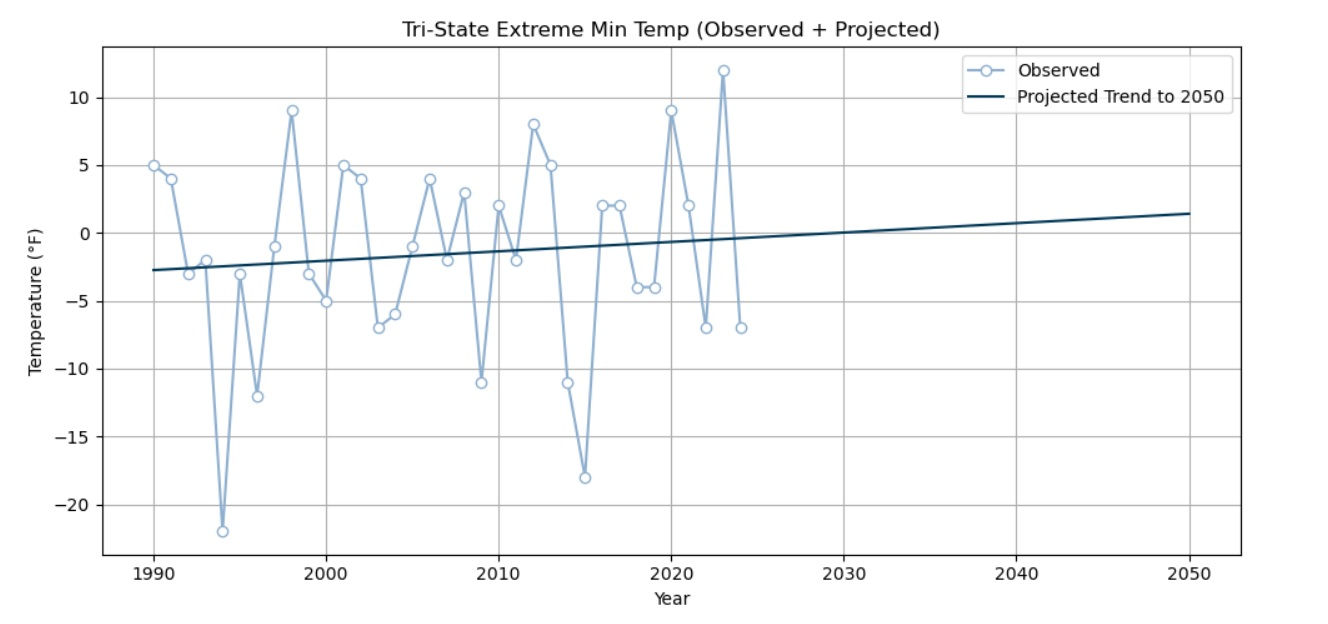 Tri-State Extreme Min Temp (Observed + Projected)
Observed
Projected Trend to 2050
Temperature (°F)
10
5
0
−5
−10
−15
−20
1990 2000 2010 2020 2030 2040 2050
Year